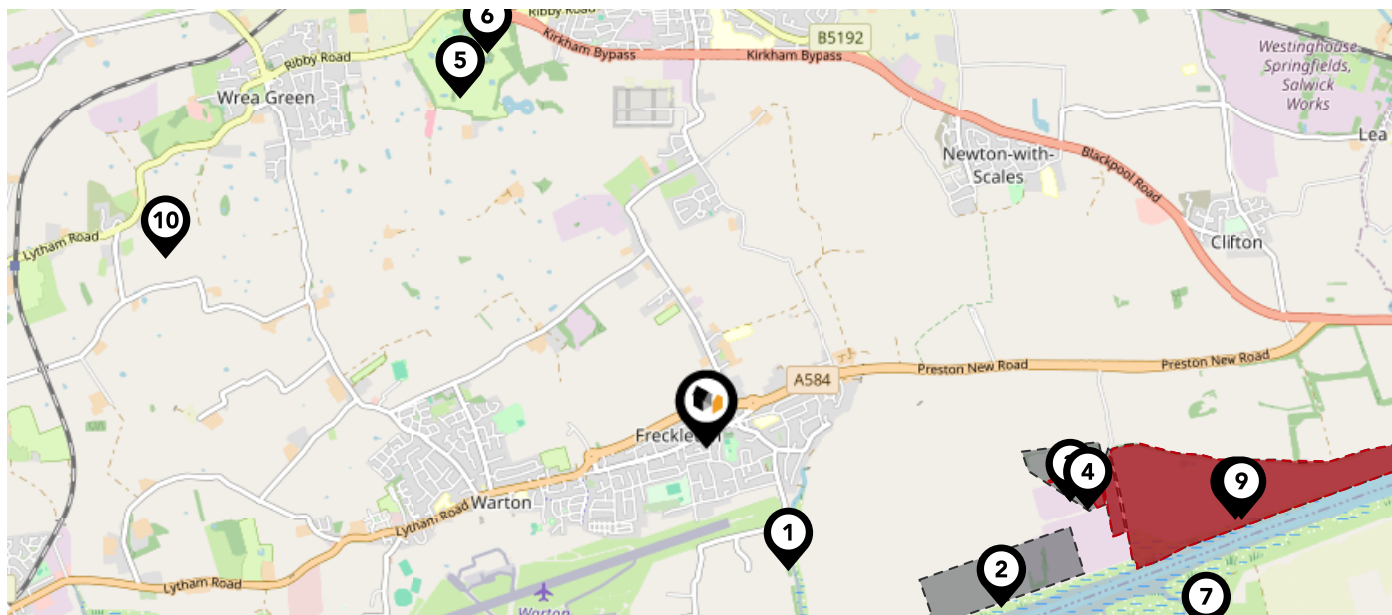 6
Ribby Road
Kirkham Bypass
B5192
Kirkham Bypass
Westinghouse
Springfields,
Salwick
Works
5
Ribby Road
Wrea Green
Lea
Newton-with-
Scales
Blackpool Road
10
Lytham Road
Clifton
Preston New Road
Preston New Road
A584
4
9
Warton
Lytham Road
1
2
7
Lytham Road
Warton